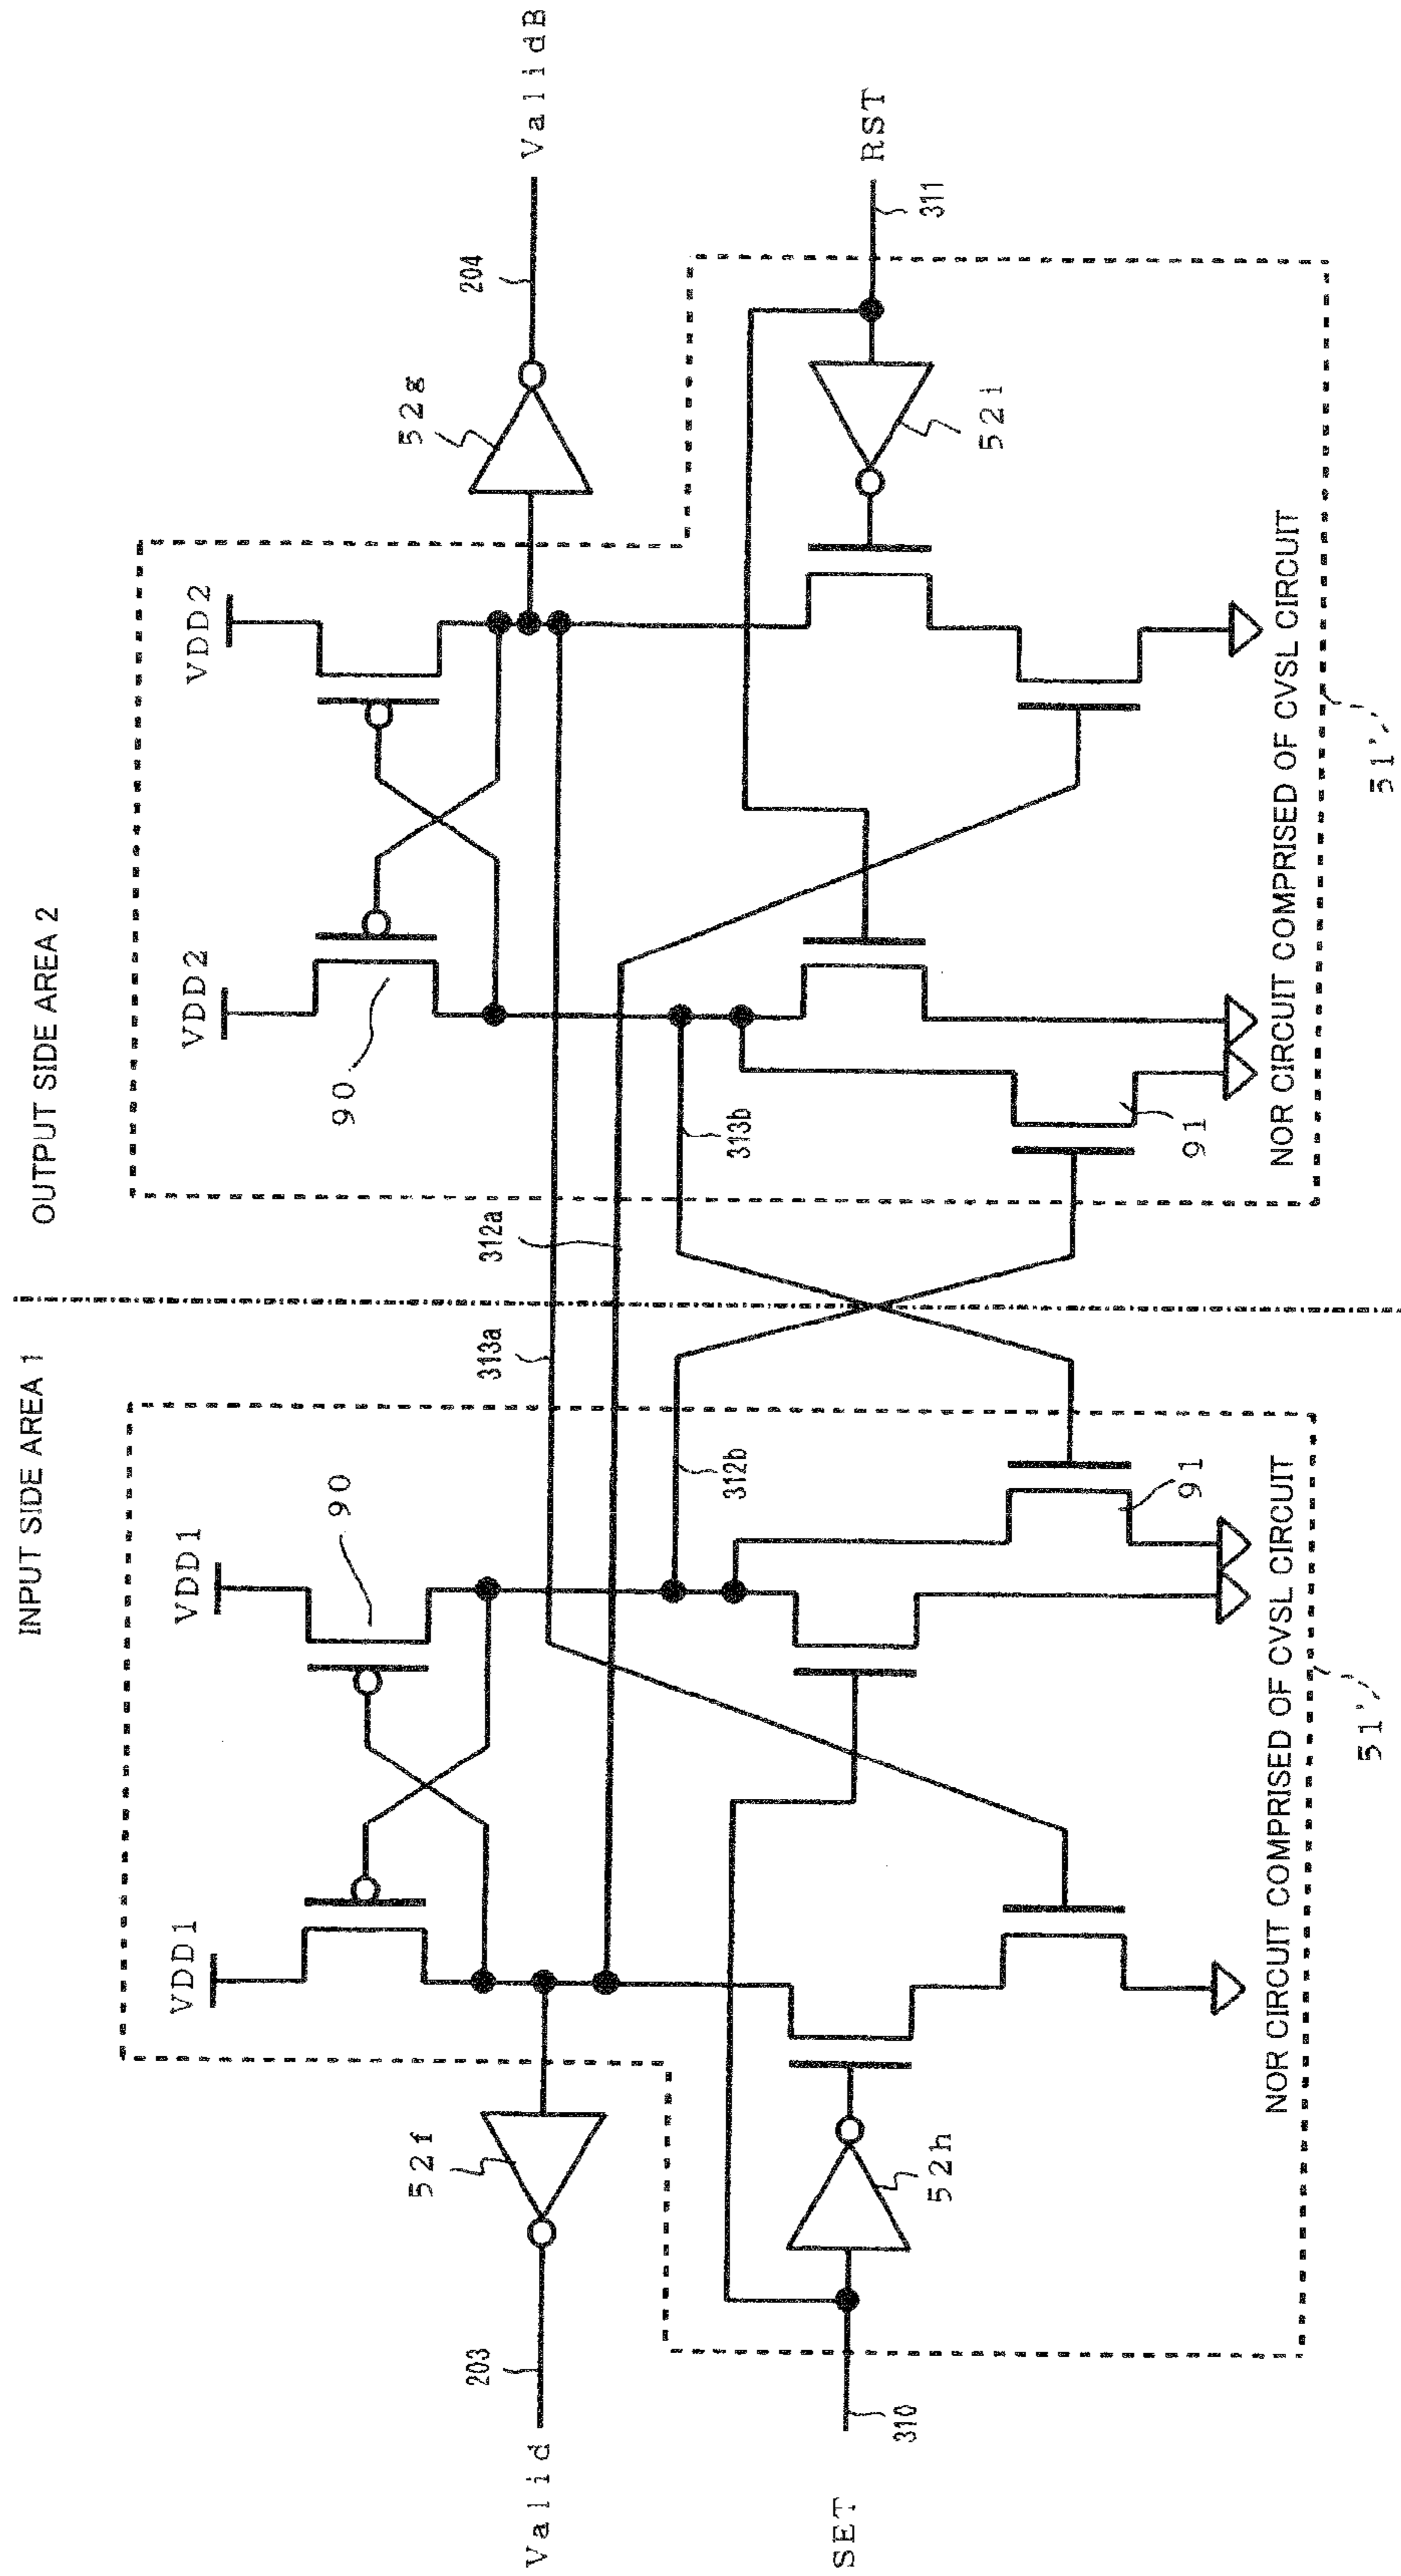 INPUT SIDE AREA 1
OUTPUT SIDE AREA 2
VDD1
VDD1
VDD2
VDD2
90
90
Valid
203
52f
313a
312a
52g
204
ValidB
312b
313b
SET
310
52h
91
91
52i
311
RST
NOR CIRCUIT COMPRISED OF CVSL CIRCUIT
NOR CIRCUIT COMPRISED OF CVSL CIRCUIT
51'
51'